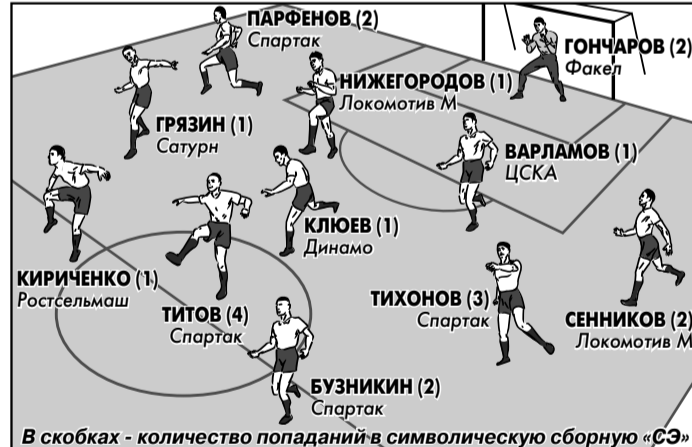 ПАРФЕНОВ (2)
Спартак
ГОНЧАРОВ (2)
Факел
НИЖЕГОРОДОВ (1)
Локомотив М
ГРЯЗИН (1)
Сатурн
ВАРЛАМОВ (1)
ЦСКА
КЛЮЕВ (1)
Динамо
КИРИЧЕНКО (1)
Ростсельмаш
ТИТОВ (4)
Спартак
ТИХОНОВ (3)
Спартак
СЕННИКОВ (2)
Локомотив М
БУЗНИКИН (2)
Спартак
В скобках - количество попаданий в символическую сборную «СЭ»